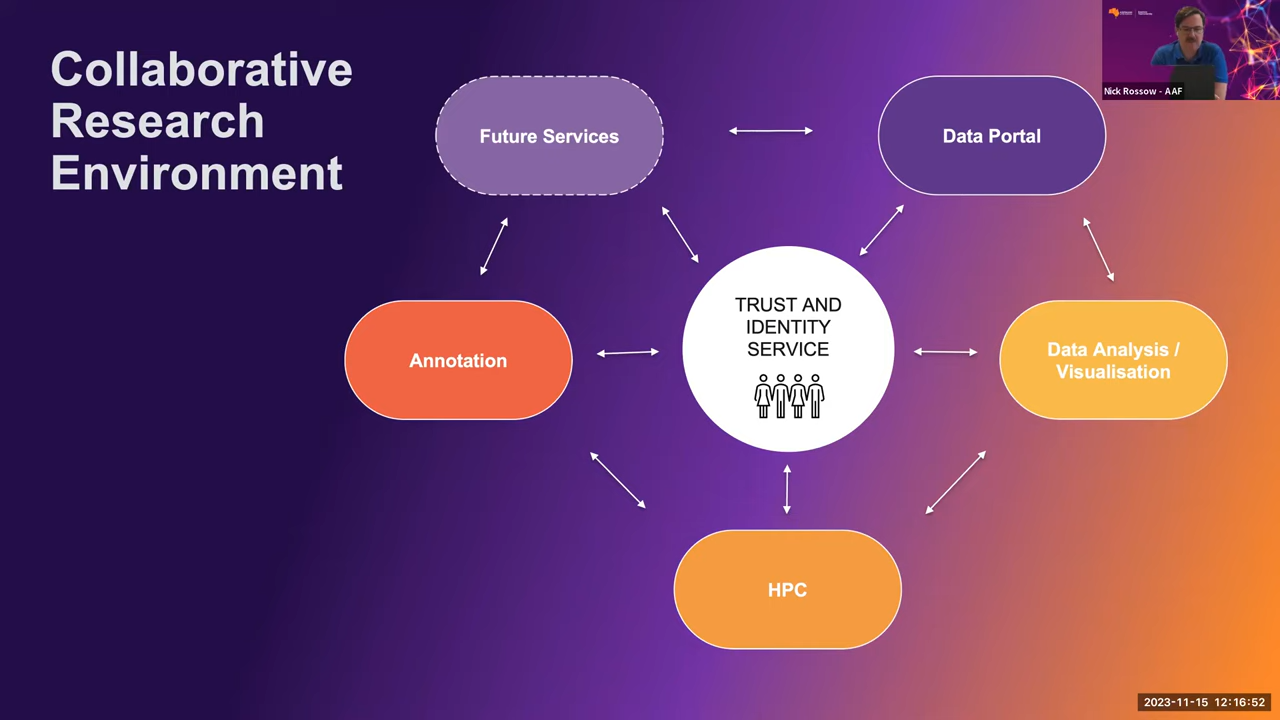 Collaborative
Research
Environment
Future Services
Data Portal
Nick Rossow - AAF
TRUST AND
IDENTITY
SERVICE
Annotation
Data Analysis /
Visualisation
HPC
2023-11-15 12:16:52